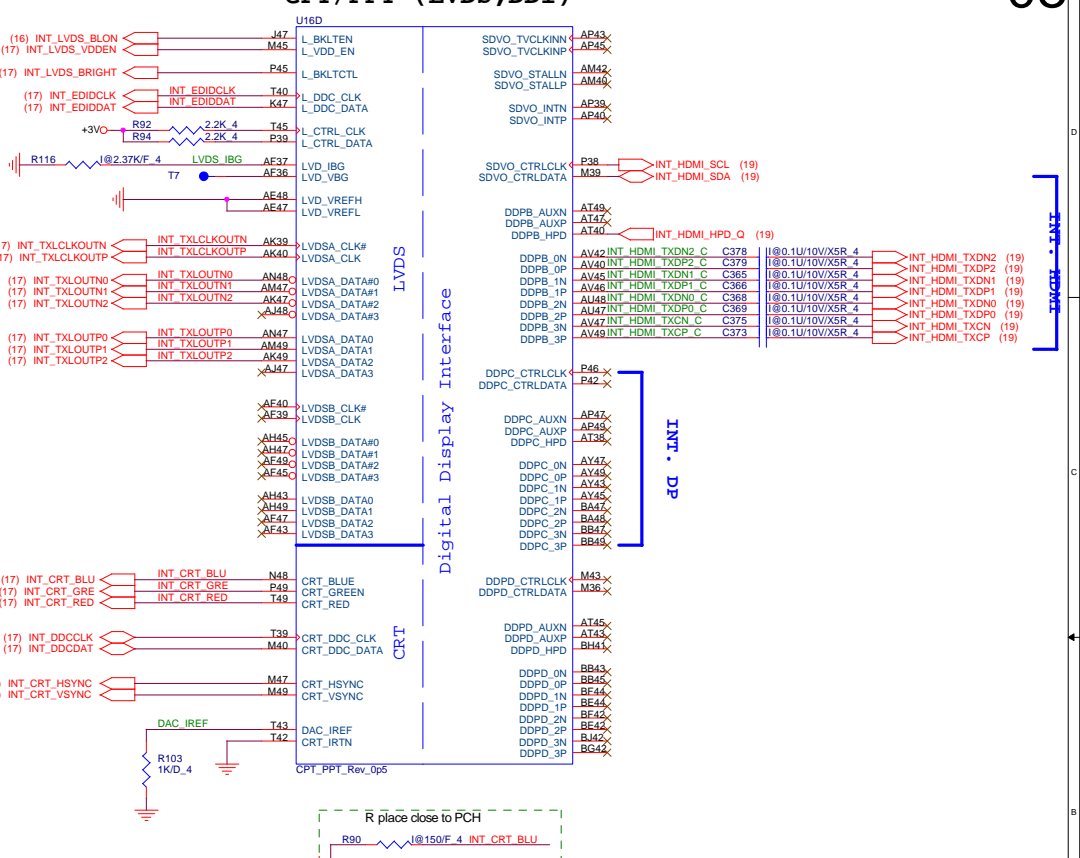 U16D
(16) INT_LVDS_BLON J47 L_BKLTEN
(17) INT_LVDS_VDDEN M45 L_VDD_EN
(17) INT_LVDS_BRIGHT P45 L_BKLTCTL
(17) INT_EDIDCLK INT_EDIDCLK T40 L_DDC_CLK
(17) INT_EDIDDAT INT_EDIDDAT K47 L_DDC_DATA
+3V R92 2.2K_4 T45 L_CTRL_CLK
R94 2.2K_4 P39 L_CTRL_DATA
R116 I@2.37K/F_4 LVDS_IBG AF37 LVD_IBG
T7 AF36 LVD_VBG
AE48 LVD_VREFH
AE47 LVD_VREFL
7) INT_TXLCLKOUTN INT_TXLCLKOUTN AK39 LVDSA_CLK#
17) INT_TXLCLKOUTP INT_TXLCLKOUTP AK40 LVDSA_CLK
(17) INT_TXLOUTN0 INT_TXLOUTN0 AN48 LVDSA_DATA#0
(17) INT_TXLOUTN1 INT_TXLOUTN1 AM47 LVDSA_DATA#1
(17) INT_TXLOUTN2 INT_TXLOUTN2 AK47 LVDSA_DATA#2
AJ48 LVDSA_DATA#3
(17) INT_TXLOUTP0 INT_TXLOUTP0 AN47 LVDSA_DATA0
(17) INT_TXLOUTP1 INT_TXLOUTP1 AM49 LVDSA_DATA1
(17) INT_TXLOUTP2 INT_TXLOUTP2 AK49 LVDSA_DATA2
AJ47 LVDSA_DATA3
AF40 LVDSB_CLK#
AF39 LVDSB_CLK
AH45 LVDSB_DATA#0
AH47 LVDSB_DATA#1
AF49 LVDSB_DATA#2
AF45 LVDSB_DATA#3
AH43 LVDSB_DATA0
AH49 LVDSB_DATA1
AF47 LVDSB_DATA2
AF43 LVDSB_DATA3
(17) INT_CRT_BLU INT_CRT_BLU N48 CRT_BLUE
(17) INT_CRT_GRE INT_CRT_GRE P49 CRT_GREEN
(17) INT_CRT_RED INT_CRT_RED T49 CRT_RED
(17) INT_DDCCLK T39 CRT_DDC_CLK
(17) INT_DDCDAT M40 CRT_DDC_DATA
INT_CRT_HSYNC M47 CRT_HSYNC
INT_CRT_VSYNC M49 CRT_VSYNC
DAC_IREF T43 DAC_IREF
T42 CRT_IRTN
R103
1K/D_4
LVDS
CRT
Digital Display Interface
SDVO_TVCLKINN AP43
SDVO_TVCLKINP AP45
SDVO_STALLN AM42
SDVO_STALLP AM40
SDVO_INTN AP39
SDVO_INTP AP40
SDVO_CTRLCLK P38 INT_HDMI_SCL (19)
SDVO_CTRLDATA M39 INT_HDMI_SDA (19)
DDPB_AUXN AT49
DDPB_AUXP AT47
DDPB_HPD AT40 INT_HDMI_HPD_Q (19)
DDPB_0N AV42 INT_HDMI_TXDN2_C C378 I@0.1U/10V/X5R_4 INT_HDMI_TXDN2 (19)
DDPB_0P AV40 INT_HDMI_TXDP2_C C379 I@0.1U/10V/X5R_4 INT_HDMI_TXDP2 (19)
DDPB_1N AV45 INT_HDMI_TXDN1_C C365 I@0.1U/10V/X5R_4 INT_HDMI_TXDN1 (19)
DDPB_1P AV46 INT_HDMI_TXDP1_C C366 I@0.1U/10V/X5R_4 INT_HDMI_TXDP1 (19)
DDPB_2N AU48 INT_HDMI_TXDN0_C C368 I@0.1U/10V/X5R_4 INT_HDMI_TXDN0 (19)
DDPB_2P AU47 INT_HDMI_TXDP0_C C369 I@0.1U/10V/X5R_4 INT_HDMI_TXDP0 (19)
DDPB_3N AV47 INT_HDMI_TXCN_C C375 I@0.1U/10V/X5R_4 INT_HDMI_TXCN (19)
DDPB_3P AV49 INT_HDMI_TXCP_C C373 I@0.1U/10V/X5R_4 INT_HDMI_TXCP (19)
INT. HDMI
DDPC_CTRLCLK P46
DDPC_CTRLDATA P42
DDPC_AUXN AP47
DDPC_AUXP AP49
DDPC_HPD AT38
DDPC_0N AY47
DDPC_0P AY49
DDPC_1N AY43
DDPC_1P AY45
DDPC_2N BA47
DDPC_2P BA48
DDPC_3N BB47
DDPC_3P BB49
INT. DP
DDPD_CTRLCLK M43
DDPD_CTRLDATA M36
DDPD_AUXN AT45
DDPD_AUXP AT43
DDPD_HPD BH41
DDPD_0N BB43
DDPD_0P BB45
DDPD_1N BF44
DDPD_1P BE44
DDPD_2N BF42
DDPD_2P BE42
DDPD_3N BJ42
DDPD_3P BG42
CPT_PPT_Rev_0p5
R place close to PCH
R90 I@150/F_4 INT_CRT_BLU
D
C
B